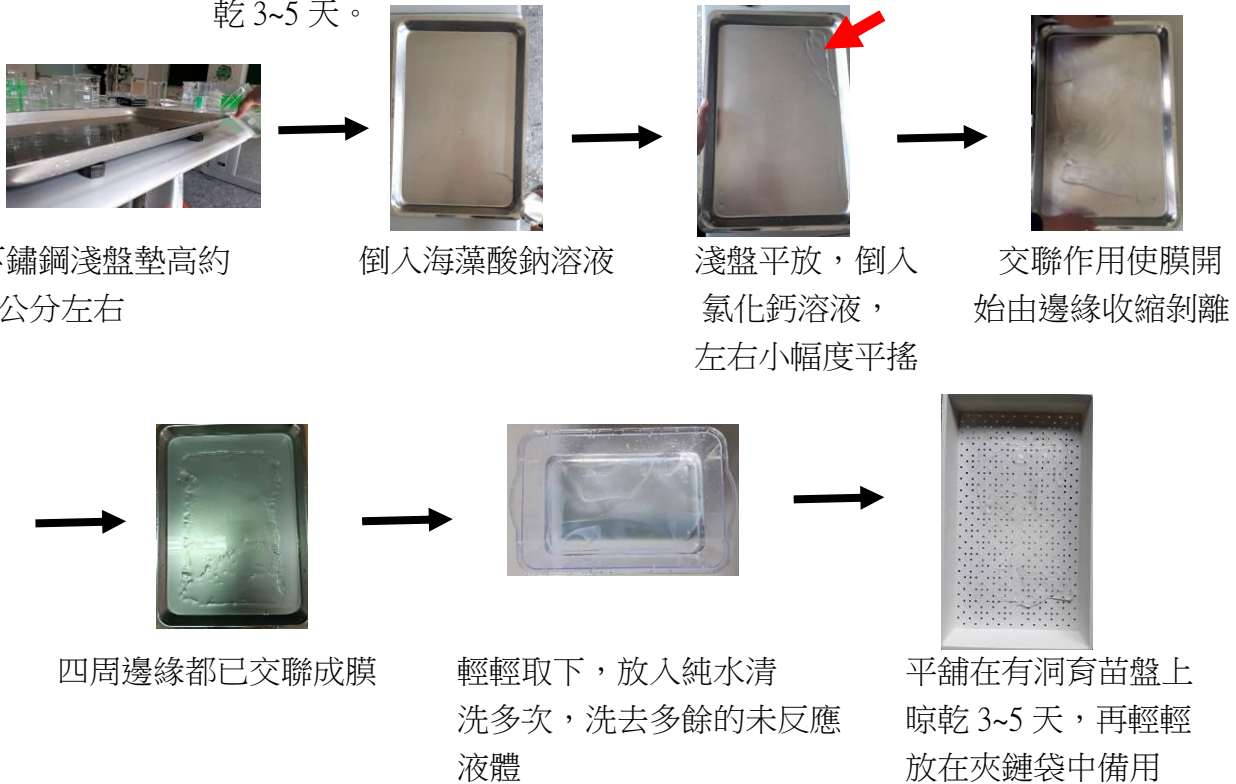 乾 3~5 天。
鏽鋼淺盤墊高約
公分左右
倒入海藻酸鈉溶液
淺盤平放，倒入
氯化鈣溶液，
左右小幅度平搖
交聯作用使膜開
始由邊緣收縮剝離
四周邊緣都已交聯成膜
輕輕取下，放入純水清
洗多次，洗去多餘的未反應
液體
平舖在有洞育苗盤上
晾乾 3~5 天，再輕輕
放在夾鏈袋中備用